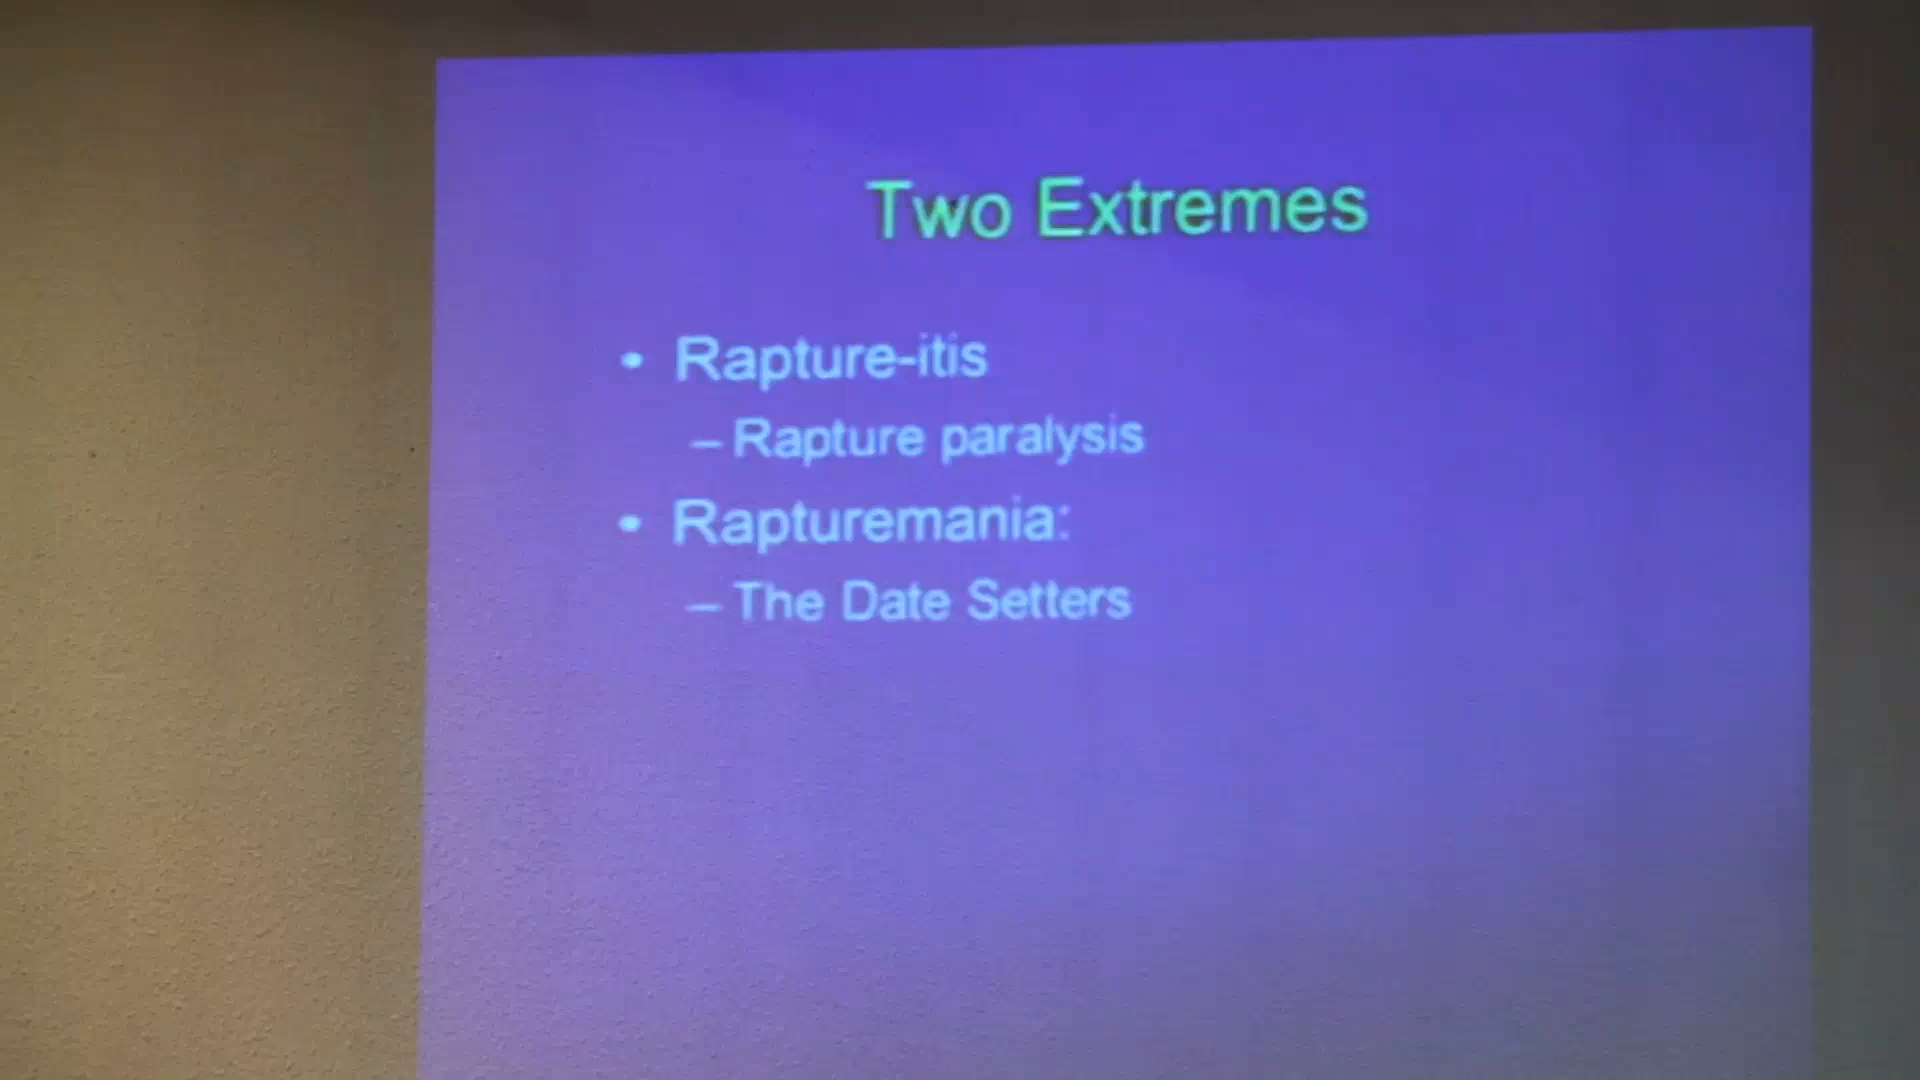 Two Extremes
• Rapture-itis
– Rapture paralysis
• Rapturemania:
– The Date Setters